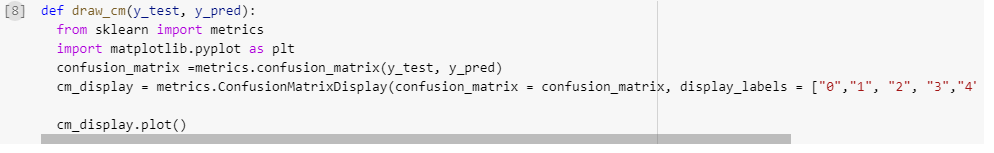 [8] def draw_cm(y_test, y_pred):
from sklearn import metrics
import matplotlib.pyplot as plt
confusion_matrix =metrics.confusion_matrix(y_test, y_pred)
cm_display = metrics.ConfusionMatrixDisplay(confusion_matrix = confusion_matrix, display_labels = ["0","1", "2", "3","4'
cm_display.plot()